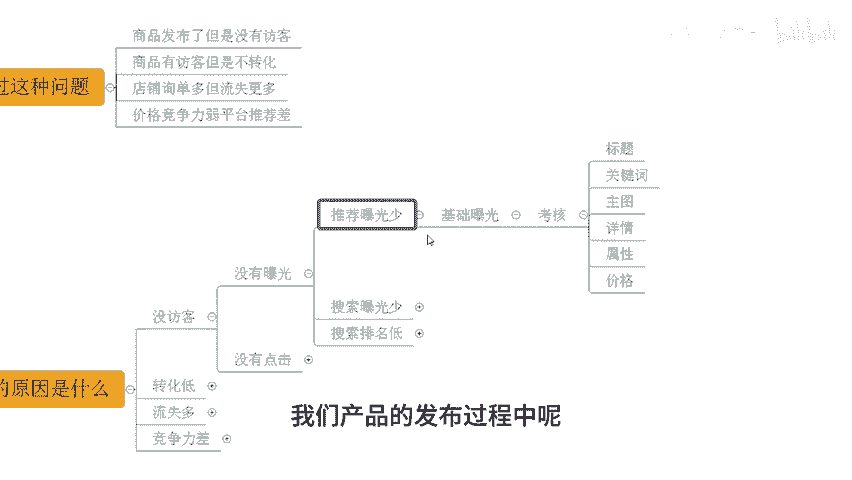 商品发布了但是没有访客
商品有访客但是不转化
过这种问题
店铺询单多但流失更多
价格竞争力弱平台推荐差
标题
关键词
主图
推荐曝光少
基础曝光
考核
详情
属性
价格
没有曝光
搜索曝光少
搜索排名低
没访客
没有点击
的原因是什么
转化低
流失多
竞争力差
我们产品的发布过程中呢